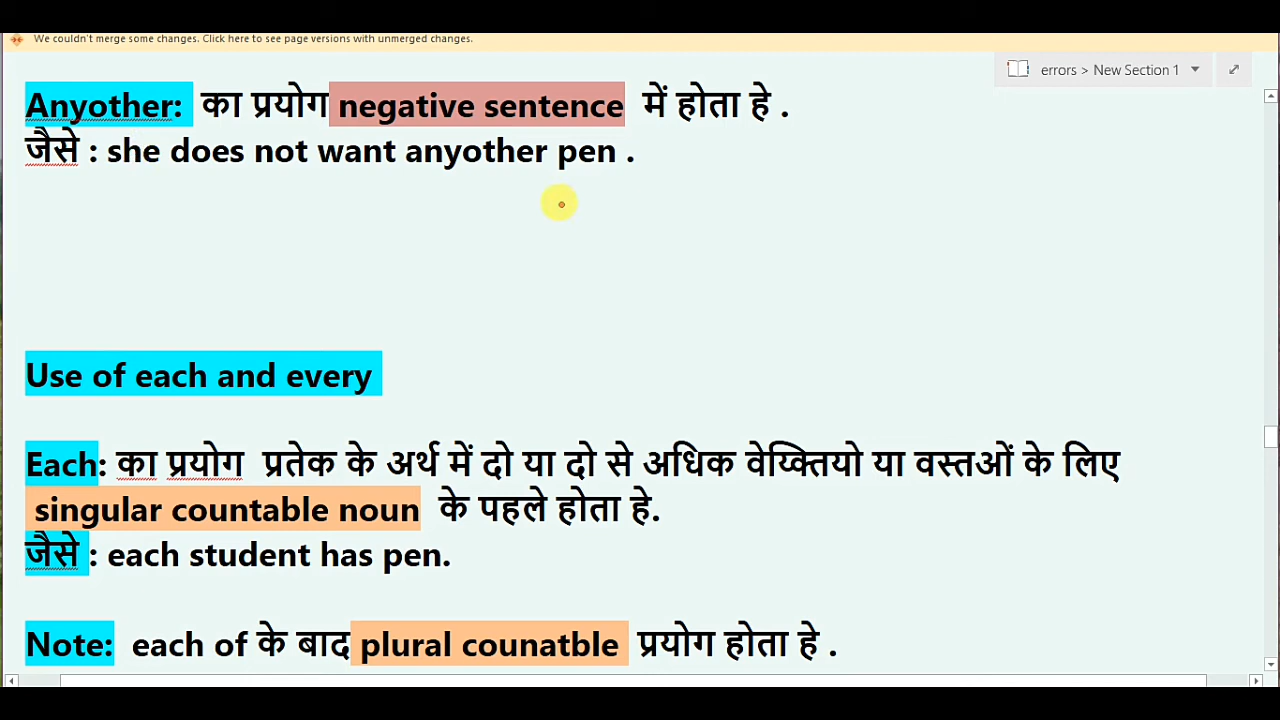 We couldn't merge some changes. Click here to see page versions with unmerged changes.
errors > New Section 1
Anyother: का प्रयोग negative sentence में होता हे .
जैसे : she does not want anyother pen .
Use of each and every
Each: का प्रयोग प्रतेक के अर्थ में दो या दो से अधिक वेय्क्तियो या वस्तओं के लिए
singular countable noun के पहले होता हे.
जैसे : each student has pen.
Note: each of के बाद plural counatble प्रयोग होता हे .